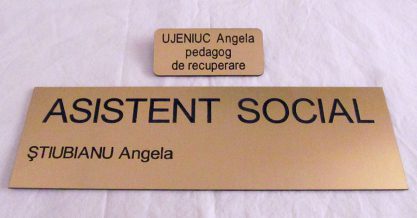 UJENIUC Angela
pedagog
de recuperare
ASISTENT SOCIAL
ŞTIUBIANU Angela